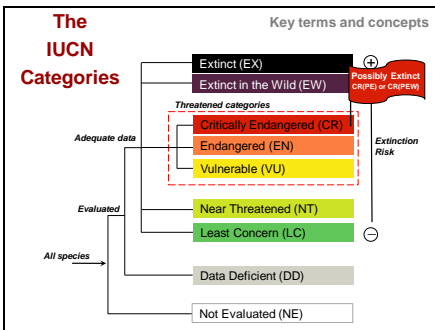 The
IUCN
Categories
Key terms and concepts
Extinct (EX)
Extinct in the Wild (EW)
+
Possibly Extinct
CR(PE) or CR(PEW)
Threatened categories
Critically Endangered (CR)
Adequate data
Endangered (EN)
Extinction
Risk
Vulnerable (VU)
Evaluated
Near Threatened (NT)
Least Concern (LC)
−
All species
Data Deficient (DD)
Not Evaluated (NE)